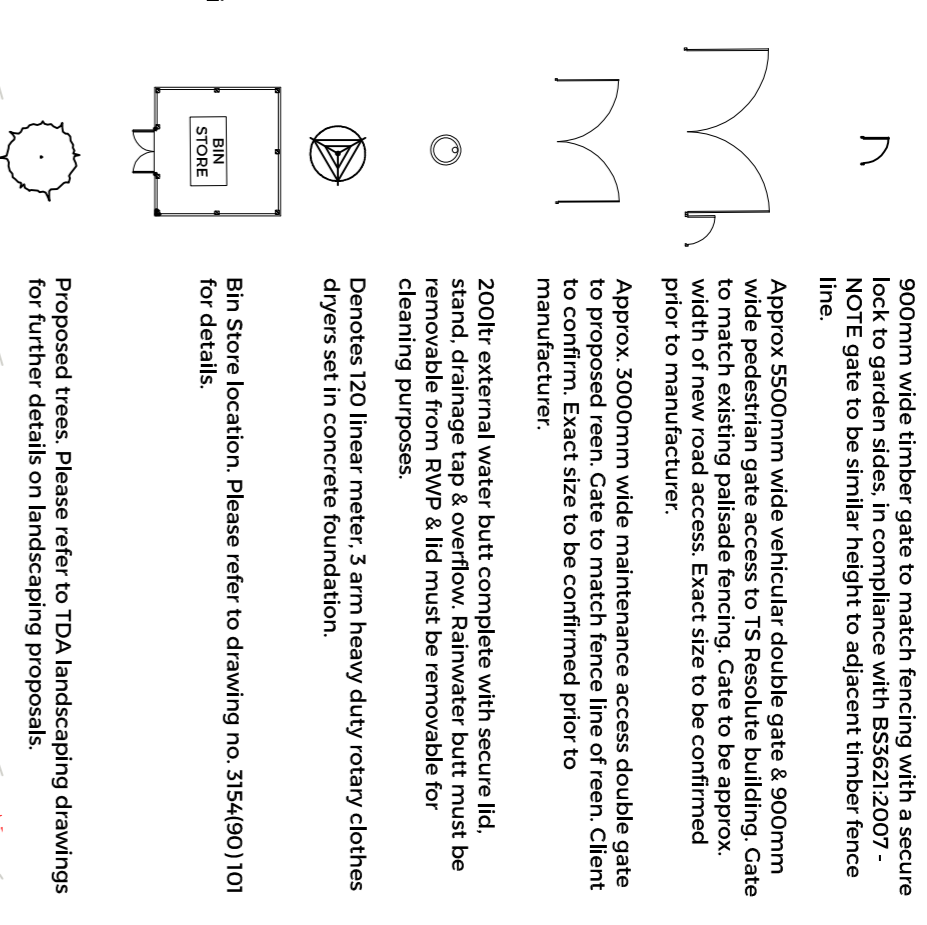 900mm wide timber gate to match fencing with a secure
lock to garden sides, in compliance with BS3621:2007 -
NOTE gate to be similar height to adjacent timber fence
line.
Approx 5500mm wide vehicular double gate & 900mm
wide pedestrian gate access to TS Resolute building. Gate
to match existing palisade fencing. Gate to be approx.
width of new road access. Exact size to be confirmed
prior to manufacturer.
Approx. 3000mm wide maintenance access double gate
to proposed reen. Gate to match fence line of reen. Client
to confirm. Exact size to be confirmed prior to
manufacturer.
200ltr external water butt complete with secure lid,
stand, drainage tap & overflow. Rainwater butt must be
removable from RWP & lid must be removable for
cleaning purposes.
Denotes 120 linear meter, 3 arm heavy duty rotary clothes
dryers set in concrete foundation.
BIN
STORE
Bin Store location. Please refer to drawing no. 3154(90)101
for details.
Proposed trees. Please refer to TDA landscaping drawings
for further details on landscaping proposals.